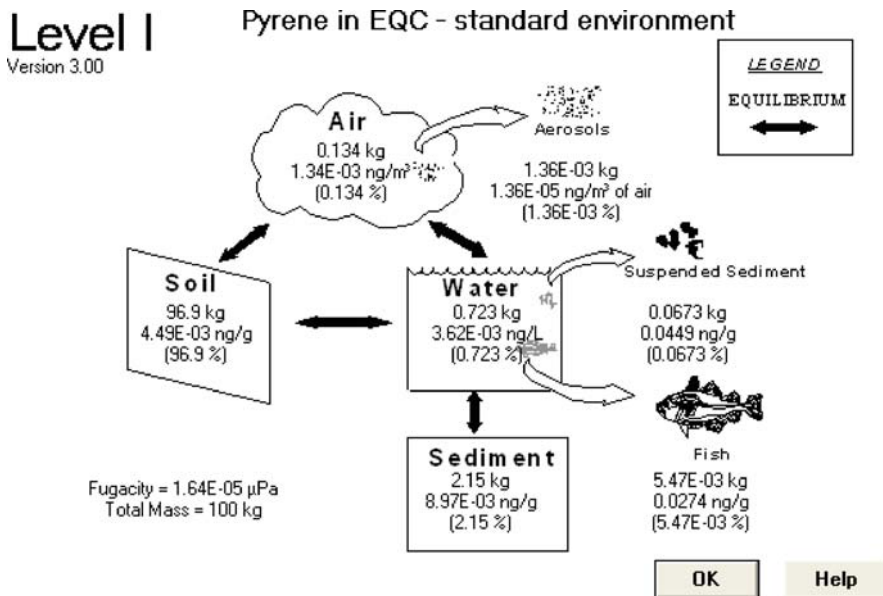 Level I
Version 3.00
Pyrene in EQC - standard environment
LEGEND
EQUILIBRIUM
Air
0.134 kg
1.34E-03 ng/m³
(0.134 %)
Aerosols
1.36E-03 kg
1.36E-05 ng/m³ of air
(1.36E-03 %)
Soil
96.9 kg
4.49E-03 ng/g
(96.9 %)
Water
0.723 kg
3.62E-03 ng/L
(0.723 %)
Suspended Sediment
0.0673 kg
0.0449 ng/g
(0.0673 %)
Sediment
2.15 kg
8.97E-03 ng/g
(2.15 %)
Fish
5.47E-03 kg
0.0274 ng/g
(5.47E-03 %)
Fugacity = 1.64E-05 µPa
Total Mass = 100 kg
OK
Help